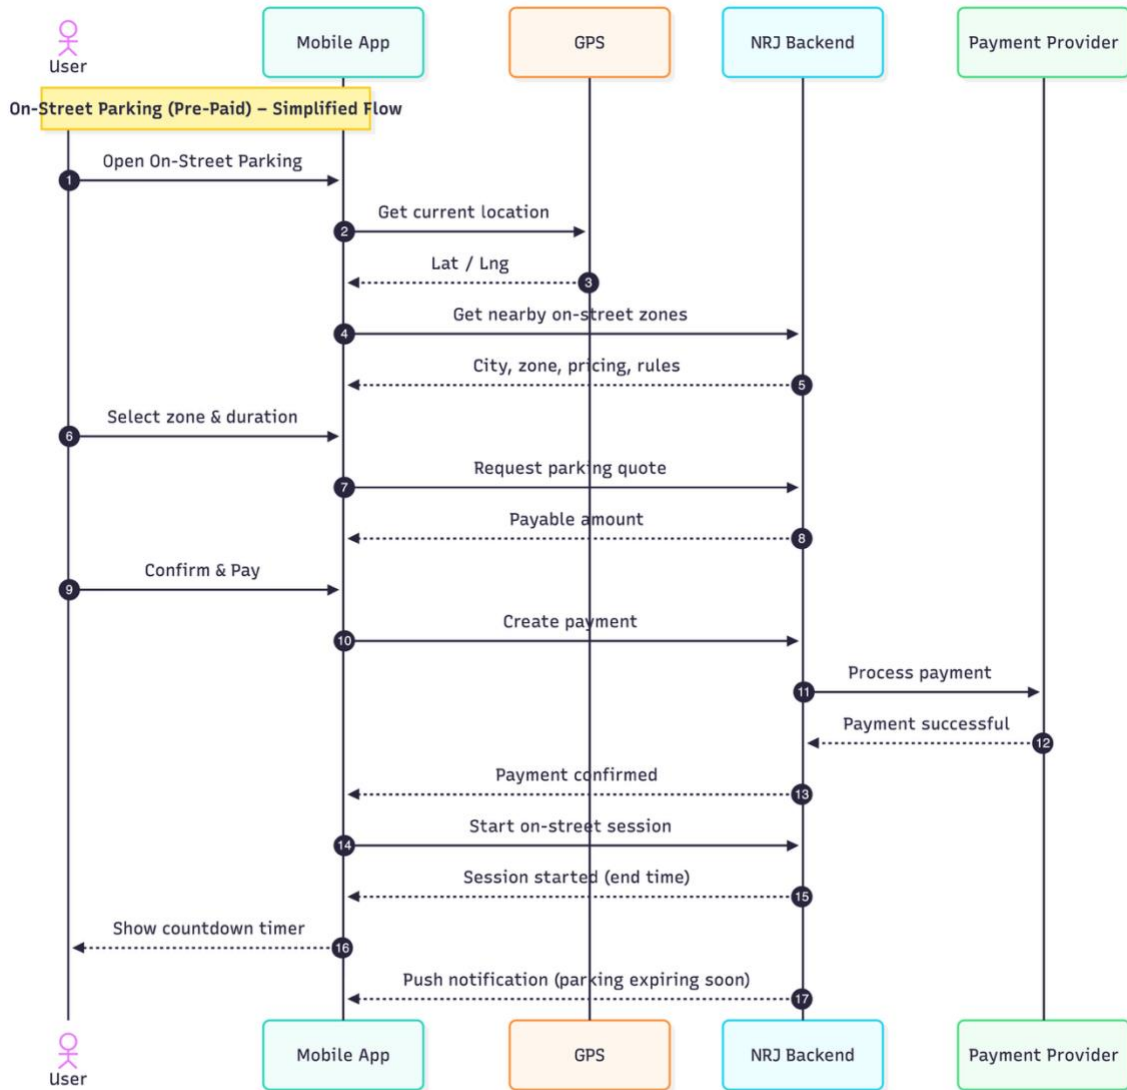 Mobile App
GPS
NRJ Backend
Payment Provider
User
On-Street Parking (Pre-Paid) – Simplified Flow
Open On-Street Parking
1
Get current location
2
Lat / Lng
3
Get nearby on-street zones
4
City, zone, pricing, rules
5
Select zone & duration
6
Request parking quote
7
Payable amount
8
Confirm & Pay
9
Create payment
10
Process payment
11
Payment successful
12
Payment confirmed
13
Start on-street session
14
Session started (end time)
15
Show countdown timer
16
Push notification (parking expiring soon)
17
User
Mobile App
GPS
NRJ Backend
Payment Provider